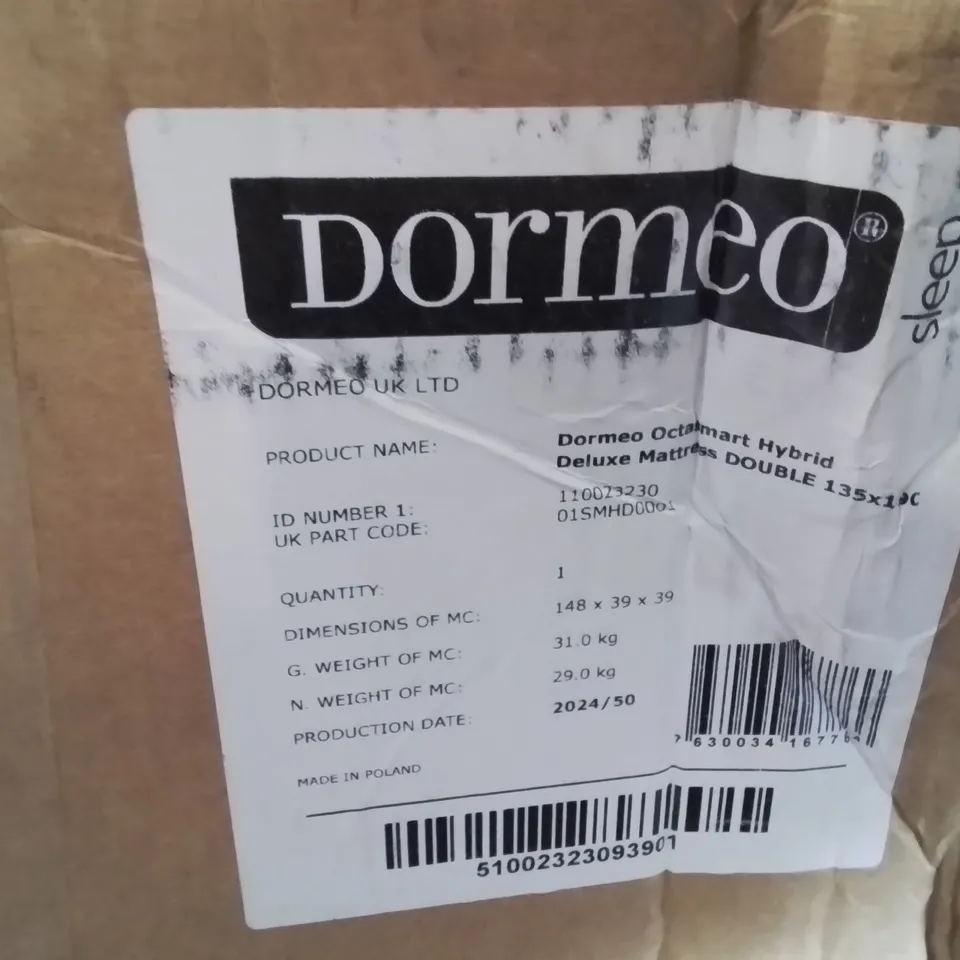 Dormeo®
sleep
DORMEO UK LTD
PRODUCT NAME: Dormeo Octasmart Hybrid
Deluxe Mattress DOUBLE 135x190
ID NUMBER 1: 110023230
UK PART CODE: 01SMHD0001
QUANTITY: 1
DIMENSIONS OF MC: 148 x 39 x 39
G. WEIGHT OF MC: 31.0 kg
N. WEIGHT OF MC: 29.0 kg
PRODUCTION DATE: 2024/50
MADE IN POLAND
630034
51002323093901